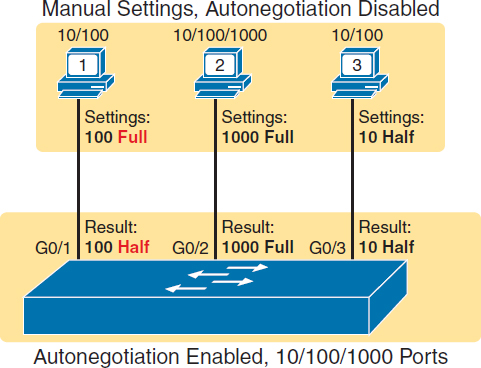 Manual Settings, Autonegotiation Disabled
10/100 10/100/1000 10/100
1 2 3
Settings: Settings: Settings:
100 Full 1000 Full 10 Half
Result: Result: Result:
G0/1 100 Half G0/2 1000 Full G0/3 10 Half
Autonegotiation Enabled, 10/100/1000 Ports